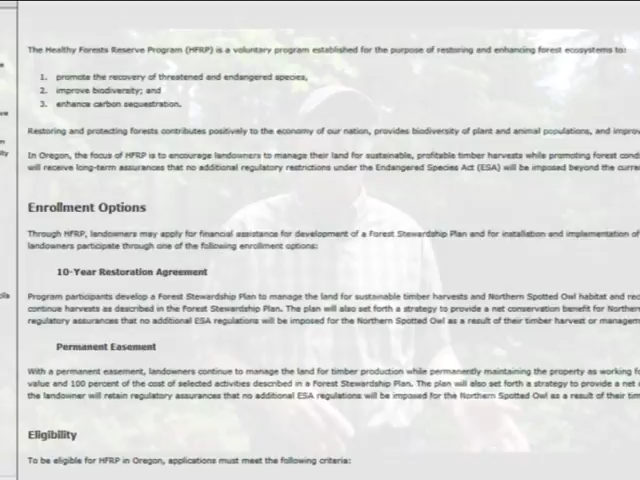 The Healthy Forests Reserve Program (HFRP) is a voluntary program established for the purpose of restoring and enhancing forest ecosystems to:
1. promote the recovery of threatened and endangered species,
2. improve biodiversity; and
3. enhance carbon sequestration.
Restoring and protecting forests contributes positively to the economy of our nation, provides biodiversity of plant and animal populations, and improv
In Oregon, the focus of HFRP is to encourage landowners to manage their land for sustainable, profitable timber harvests while promoting forest condi
will receive long-term assurances that no additional regulatory restrictions under the Endangered Species Act (ESA) will be imposed beyond the curre
Enrollment Options
Through HFRP, landowners may apply for financial assistance for development of a Forest Stewardship Plan and for installation and implementation of
landowners participate through one of the following enrollment options:
10-Year Restoration Agreement
Program participants develop a Forest Stewardship Plan to manage the land for sustainable timber harvests and Northern Spotted Owl habitat and rec
continue harvests as described in the Forest Stewardship Plan. The plan will also set forth a strategy to provide a net conservation benefit for Northern
regulatory assurances that no additional ESA regulations will be imposed for the Northern Spotted Owl as a result of their timber harvest or managem
Permanent Easement
With a permanent easement, landowners continue to manage the land for timber production while permanently maintaining the property as working fo
value and 100 percent of the cost of selected activities described in a Forest Stewardship Plan. The plan will also set forth a strategy to provide a net
the landowner will retain regulatory assurances that no additional ESA regulations will be imposed for the Northern Spotted Owl as a result of their tim
Eligibility
To be eligible for HFRP in Oregon, applications must meet the following criteria: